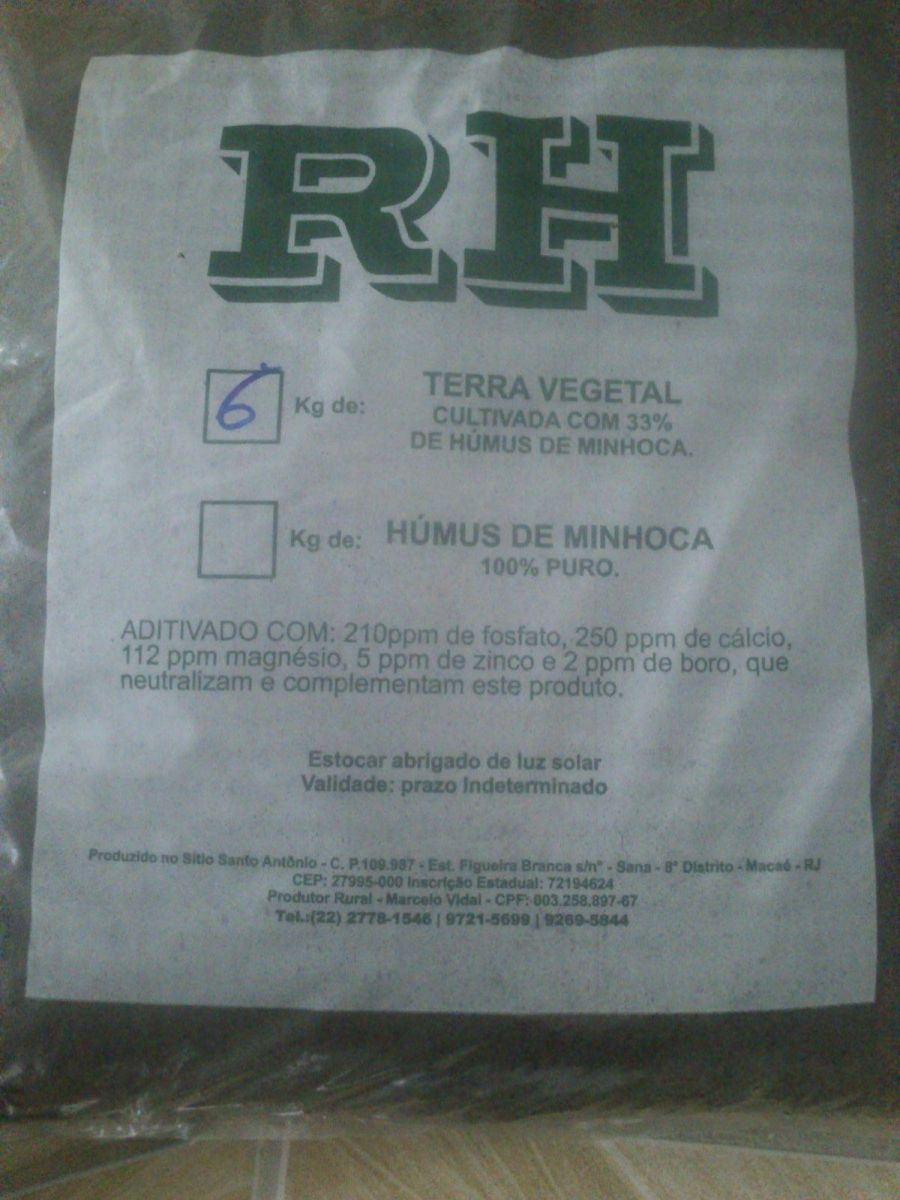 RH
6 Kg de: TERRA VEGETAL
CULTIVADA COM 33%
DE HÚMUS DE MINHOCA.
Kg de: HÚMUS DE MINHOCA
100% PURO.
ADITIVADO COM: 210ppm de fosfato, 250 ppm de cálcio,
112 ppm magnésio, 5 ppm de zinco e 2 ppm de boro, que
neutralizam e complementam este produto.
Estocar abrigado de luz solar
Validade: prazo Indeterminado
Produzido no Sítio Santo Antônio - C. P.109.987 - Est. Figueira Branca s/nº - Sana - 8º Distrito - Macaé - RJ
CEP: 27995-000 Inscrição Estadual: 72194624
Produtor Rural - Marcelo Vidal - CPF: 003.258.897-67
Tel.:(22) 2778-1546 | 9721-5699 | 9269-5844